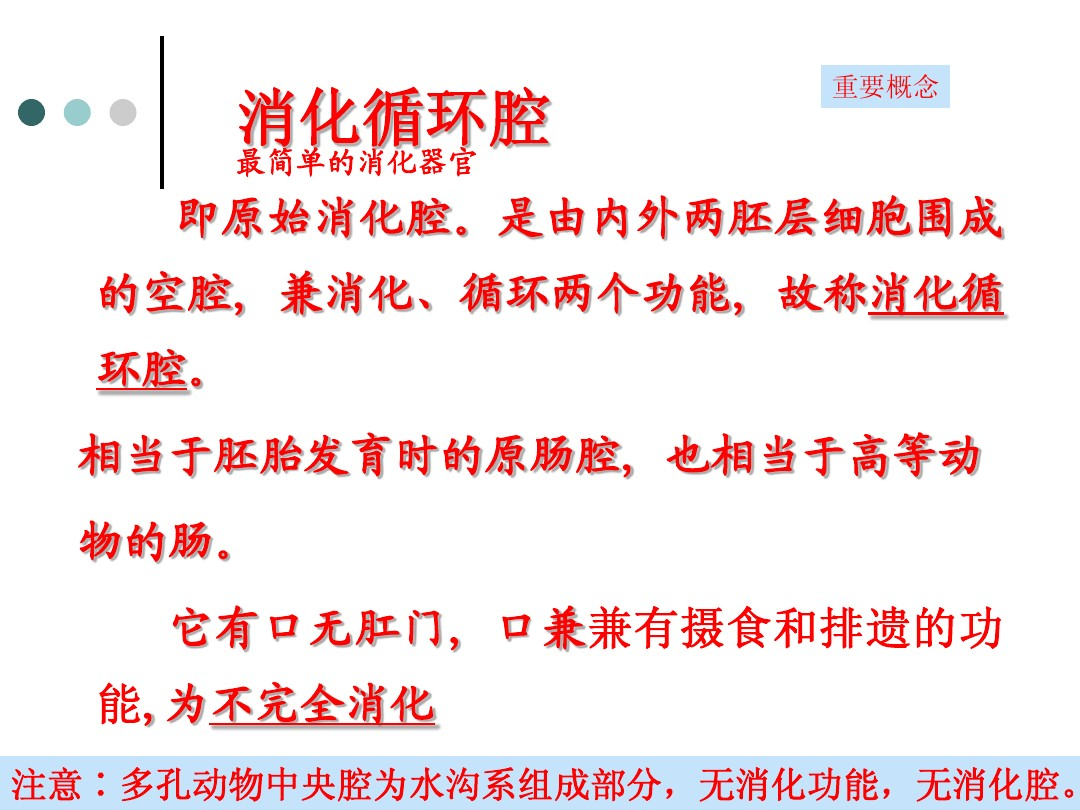 重要概念
消化循环腔
最简单的消化器官
即原始消化腔。是由内外两胚层细胞围成
的空腔，兼消化、循环两个功能，故称消化循
环腔。
相当于胚胎发育时的原肠腔，也相当于高等动
物的肠。
它有口无肛门，口兼兼有摄食和排遗的功
能,为不完全消化
注意：多孔动物中央腔为水沟系组成部分，无消化功能，无消化腔。